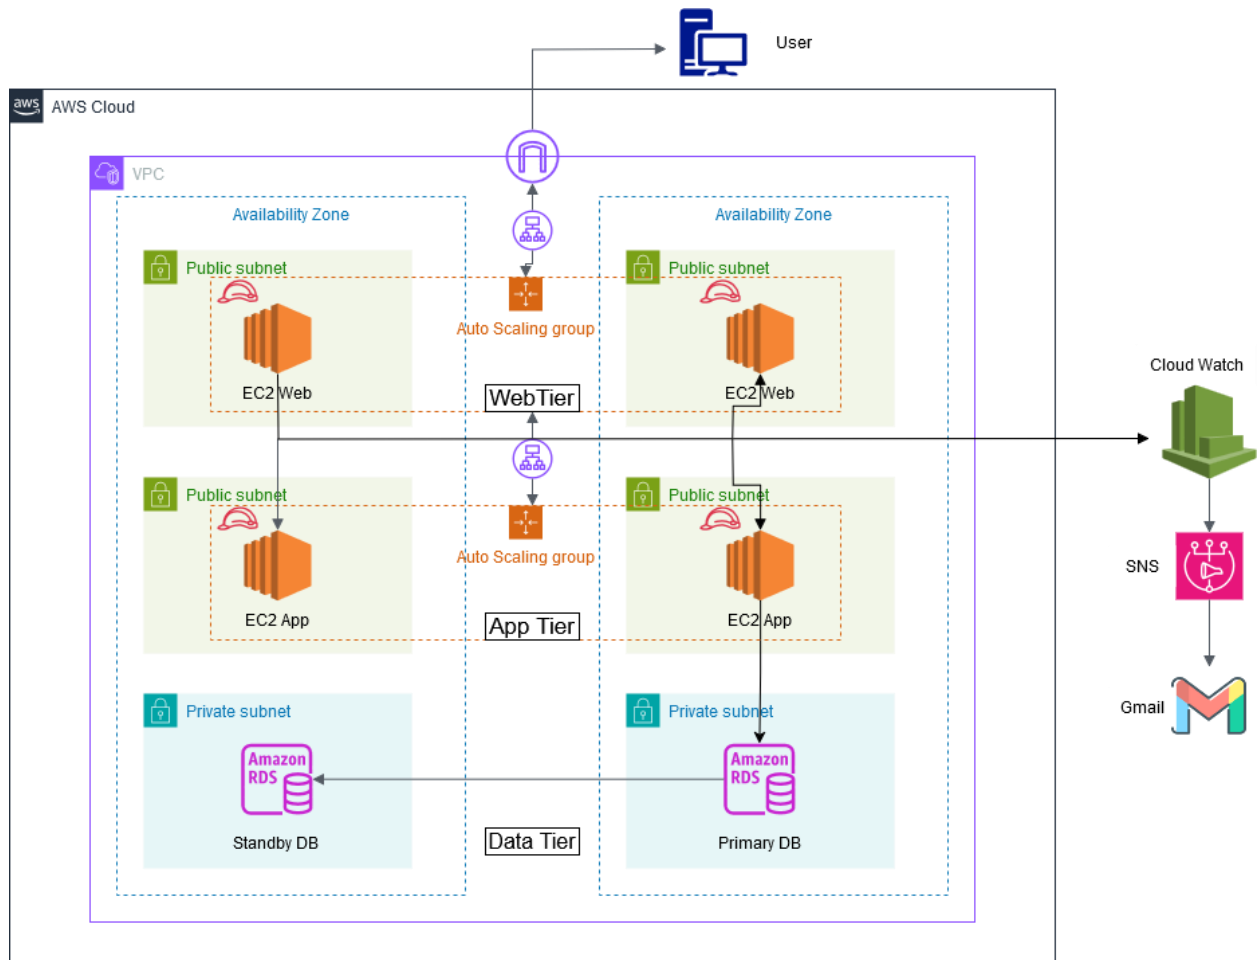 User
aws
AWS Cloud
VPC
Availability Zone
Availability Zone
Public subnet
Public subnet
Auto Scaling group
EC2 Web
WebTier
EC2 Web
Cloud Watch
Public subnet
Public subnet
Auto Scaling group
SNS
EC2 App
App Tier
EC2 App
Private subnet
Private subnet
Gmail
Amazon
RDS
Amazon
RDS
Standby DB
Data Tier
Primary DB